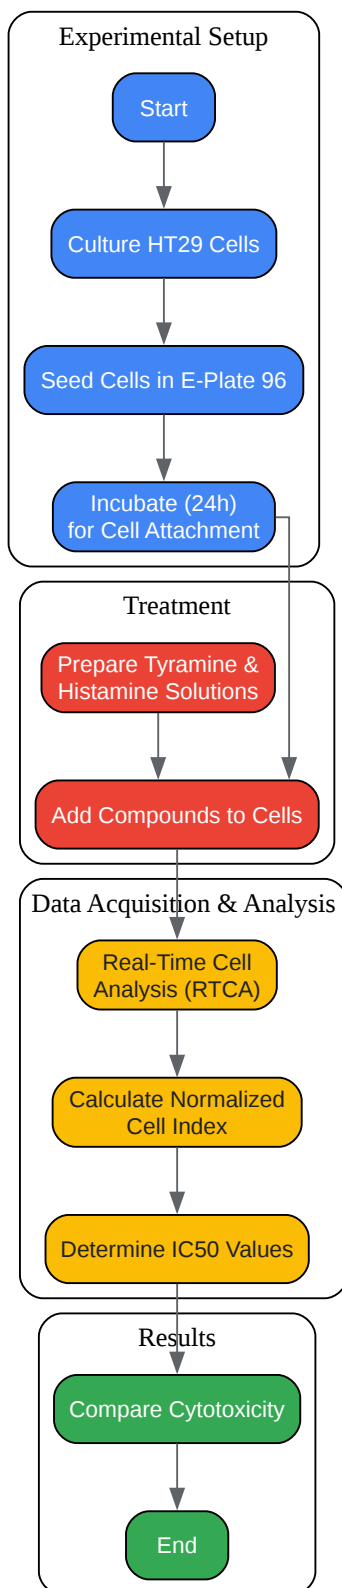 Experimental Setup
Start
Culture HT29 Cells
Seed Cells in E-Plate 96
Incubate (24h)
for Cell Attachment
Treatment
Prepare Tyramine &
Histamine Solutions
Add Compounds to Cells
Data Acquisition & Analysis
Real-Time Cell
Analysis (RTCA)
Calculate Normalized
Cell Index
Determine IC50 Values
Results
Compare Cytotoxicity
End